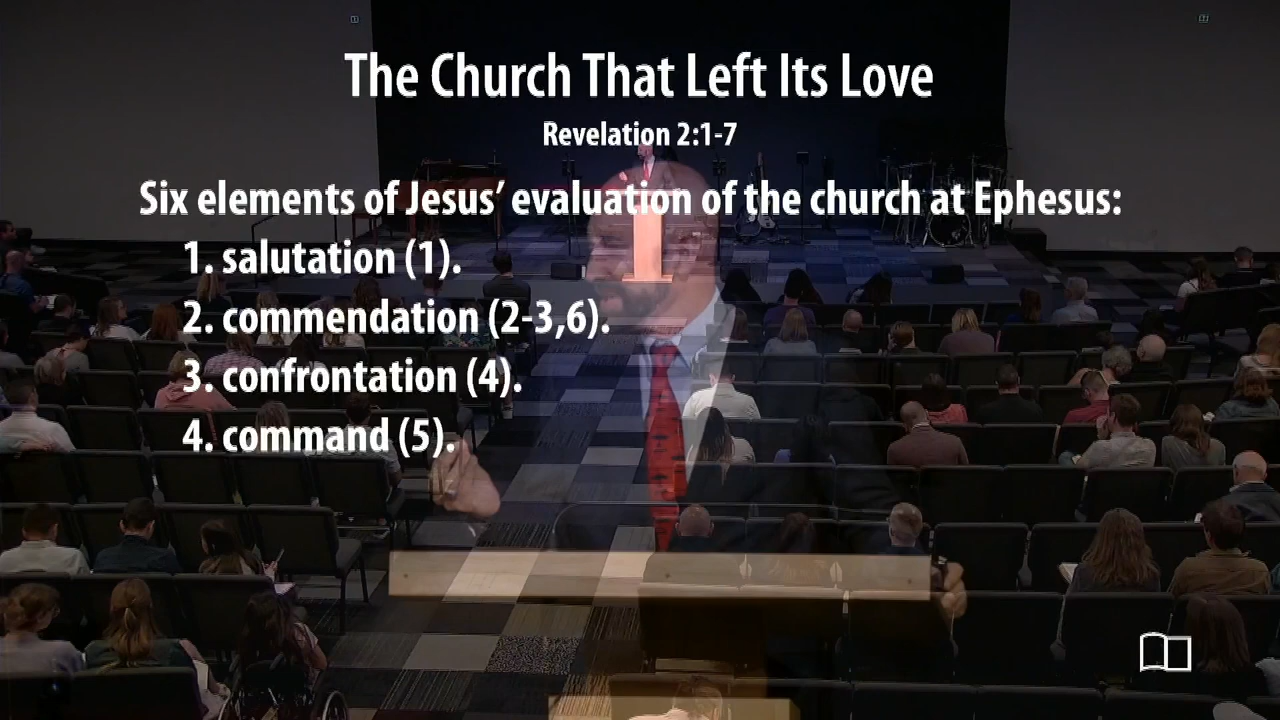 The Church That Left Its Love
Revelation 2:1-7
Six elements of Jesus’ evaluation of the church at Ephesus:
1. salutation (1).
2. commendation (2-3,6).
3. confrontation (4).
4. command (5).